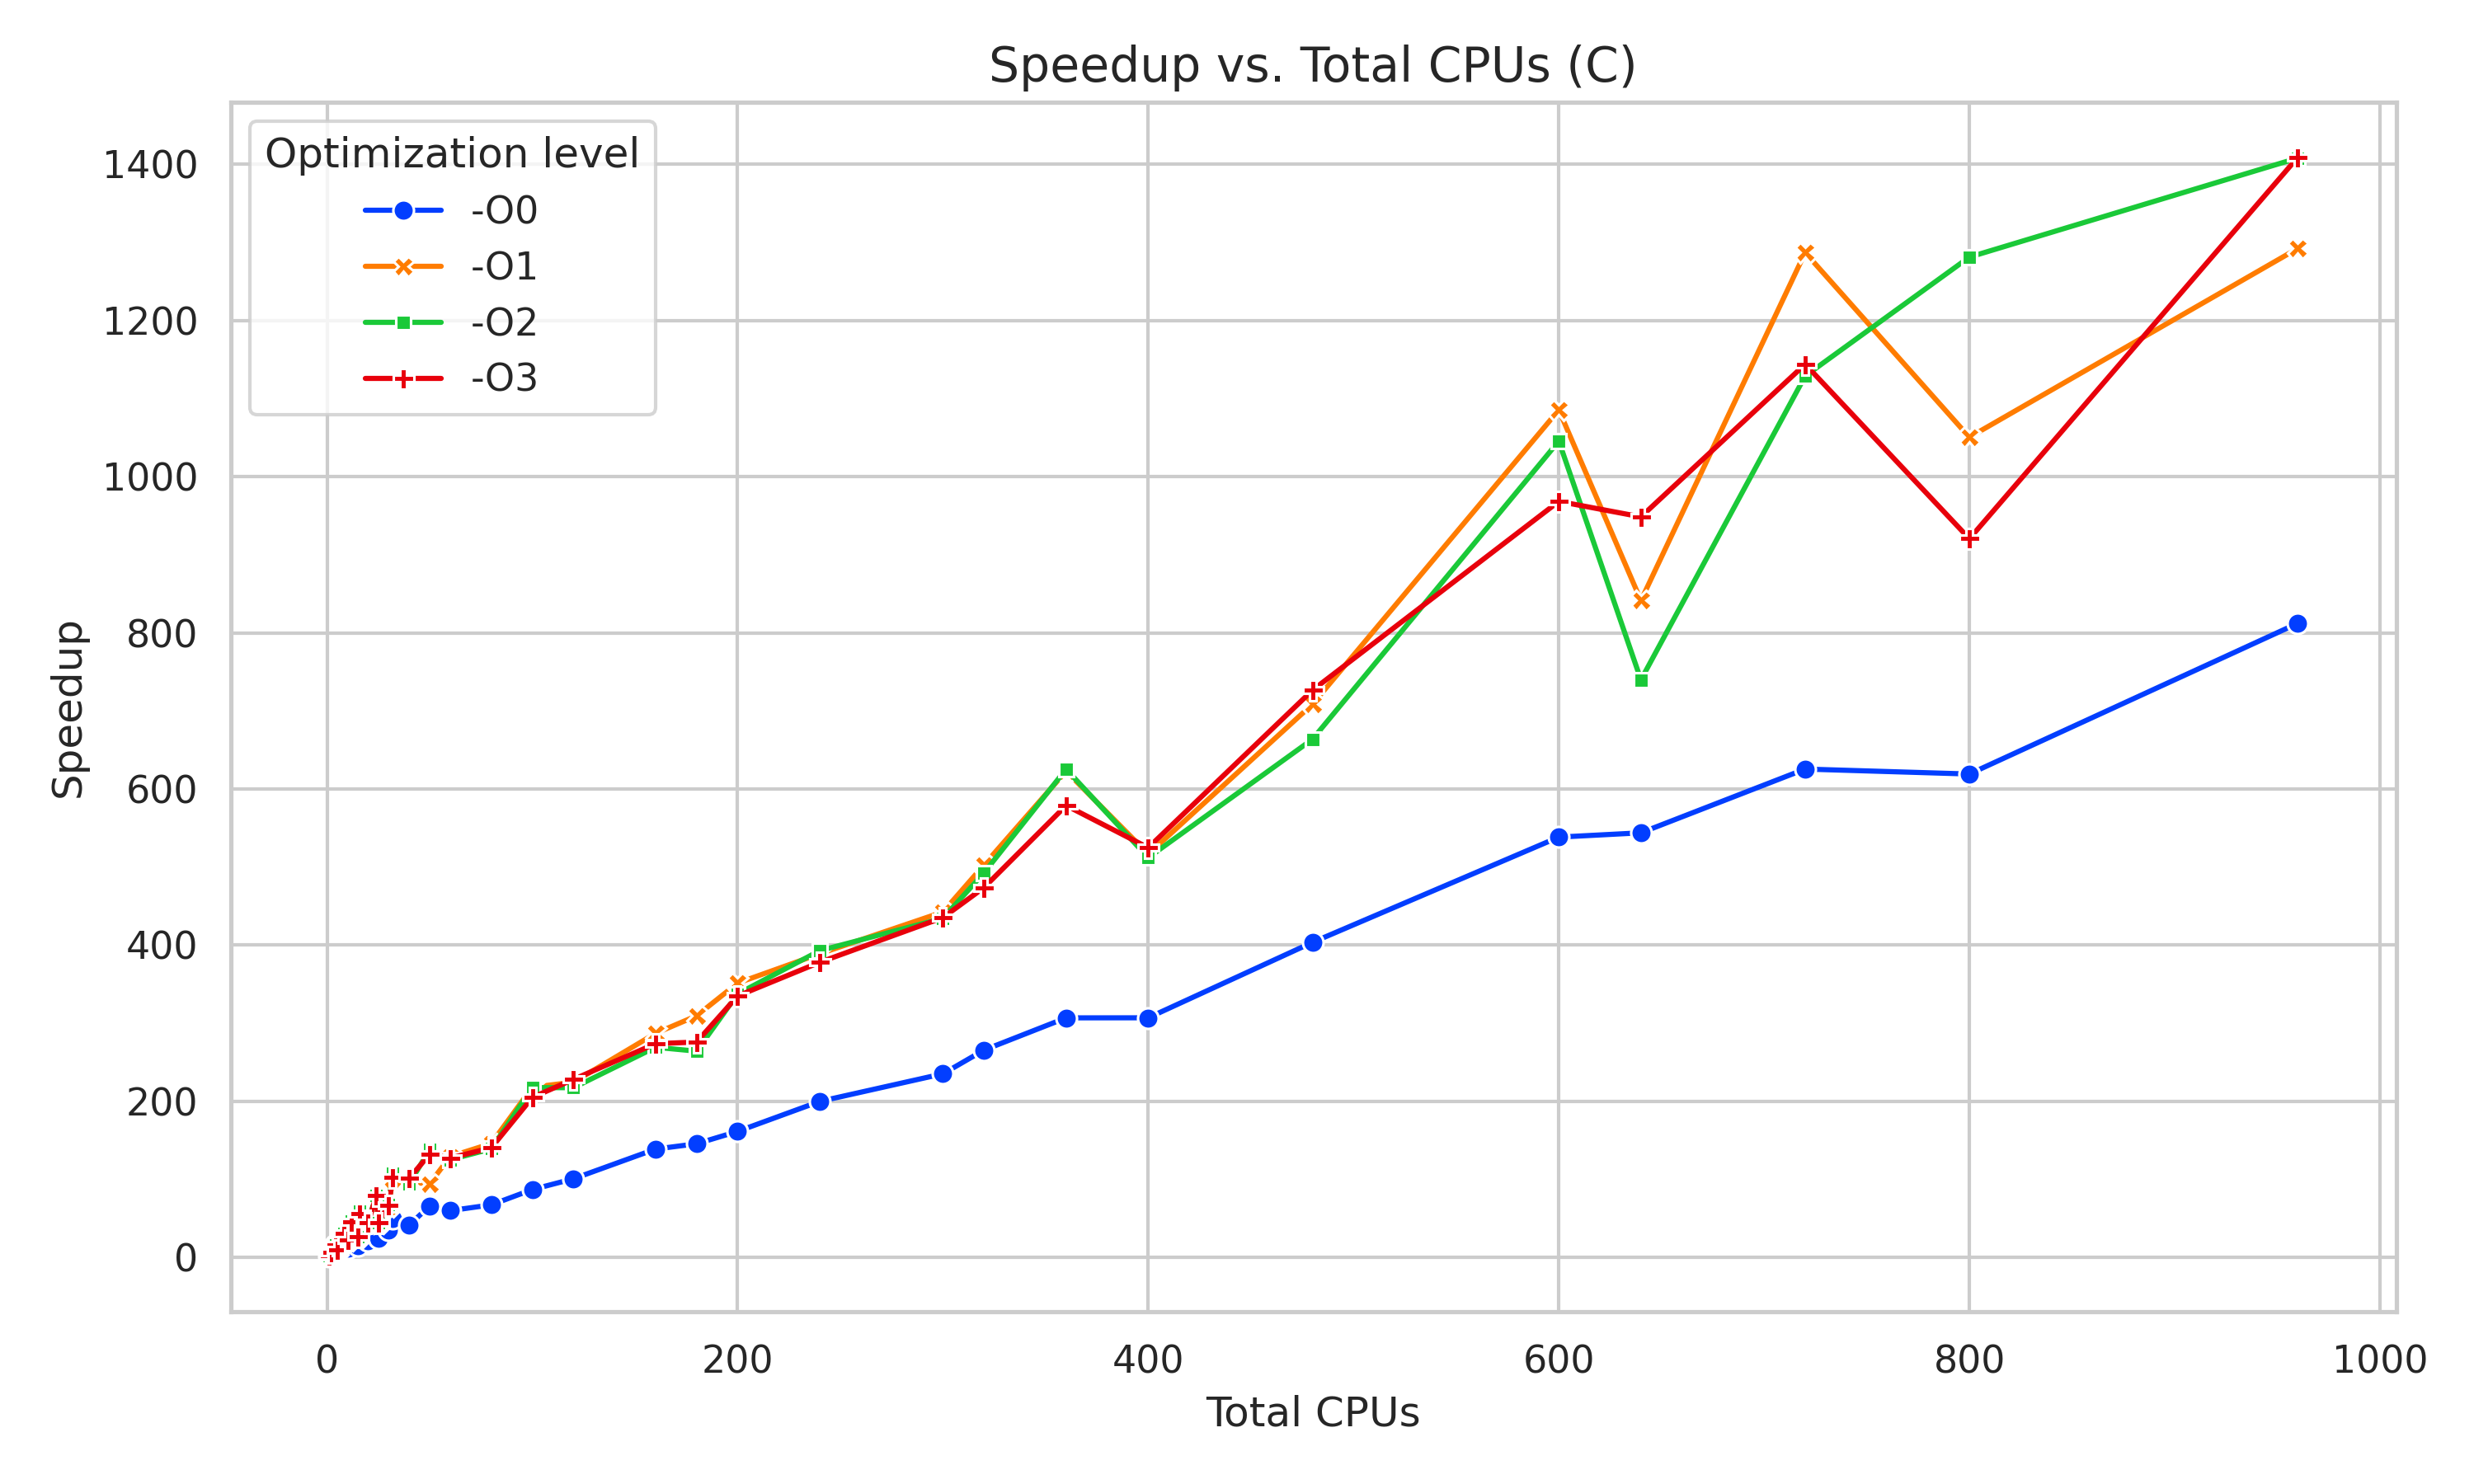 Speedup vs. Total CPUs (C)
Optimization level
-O0
-O1
-O2
-O3
Speedup
1400
1200
1000
800
600
400
200
0
0 200 400 600 800 1000
Total CPUs